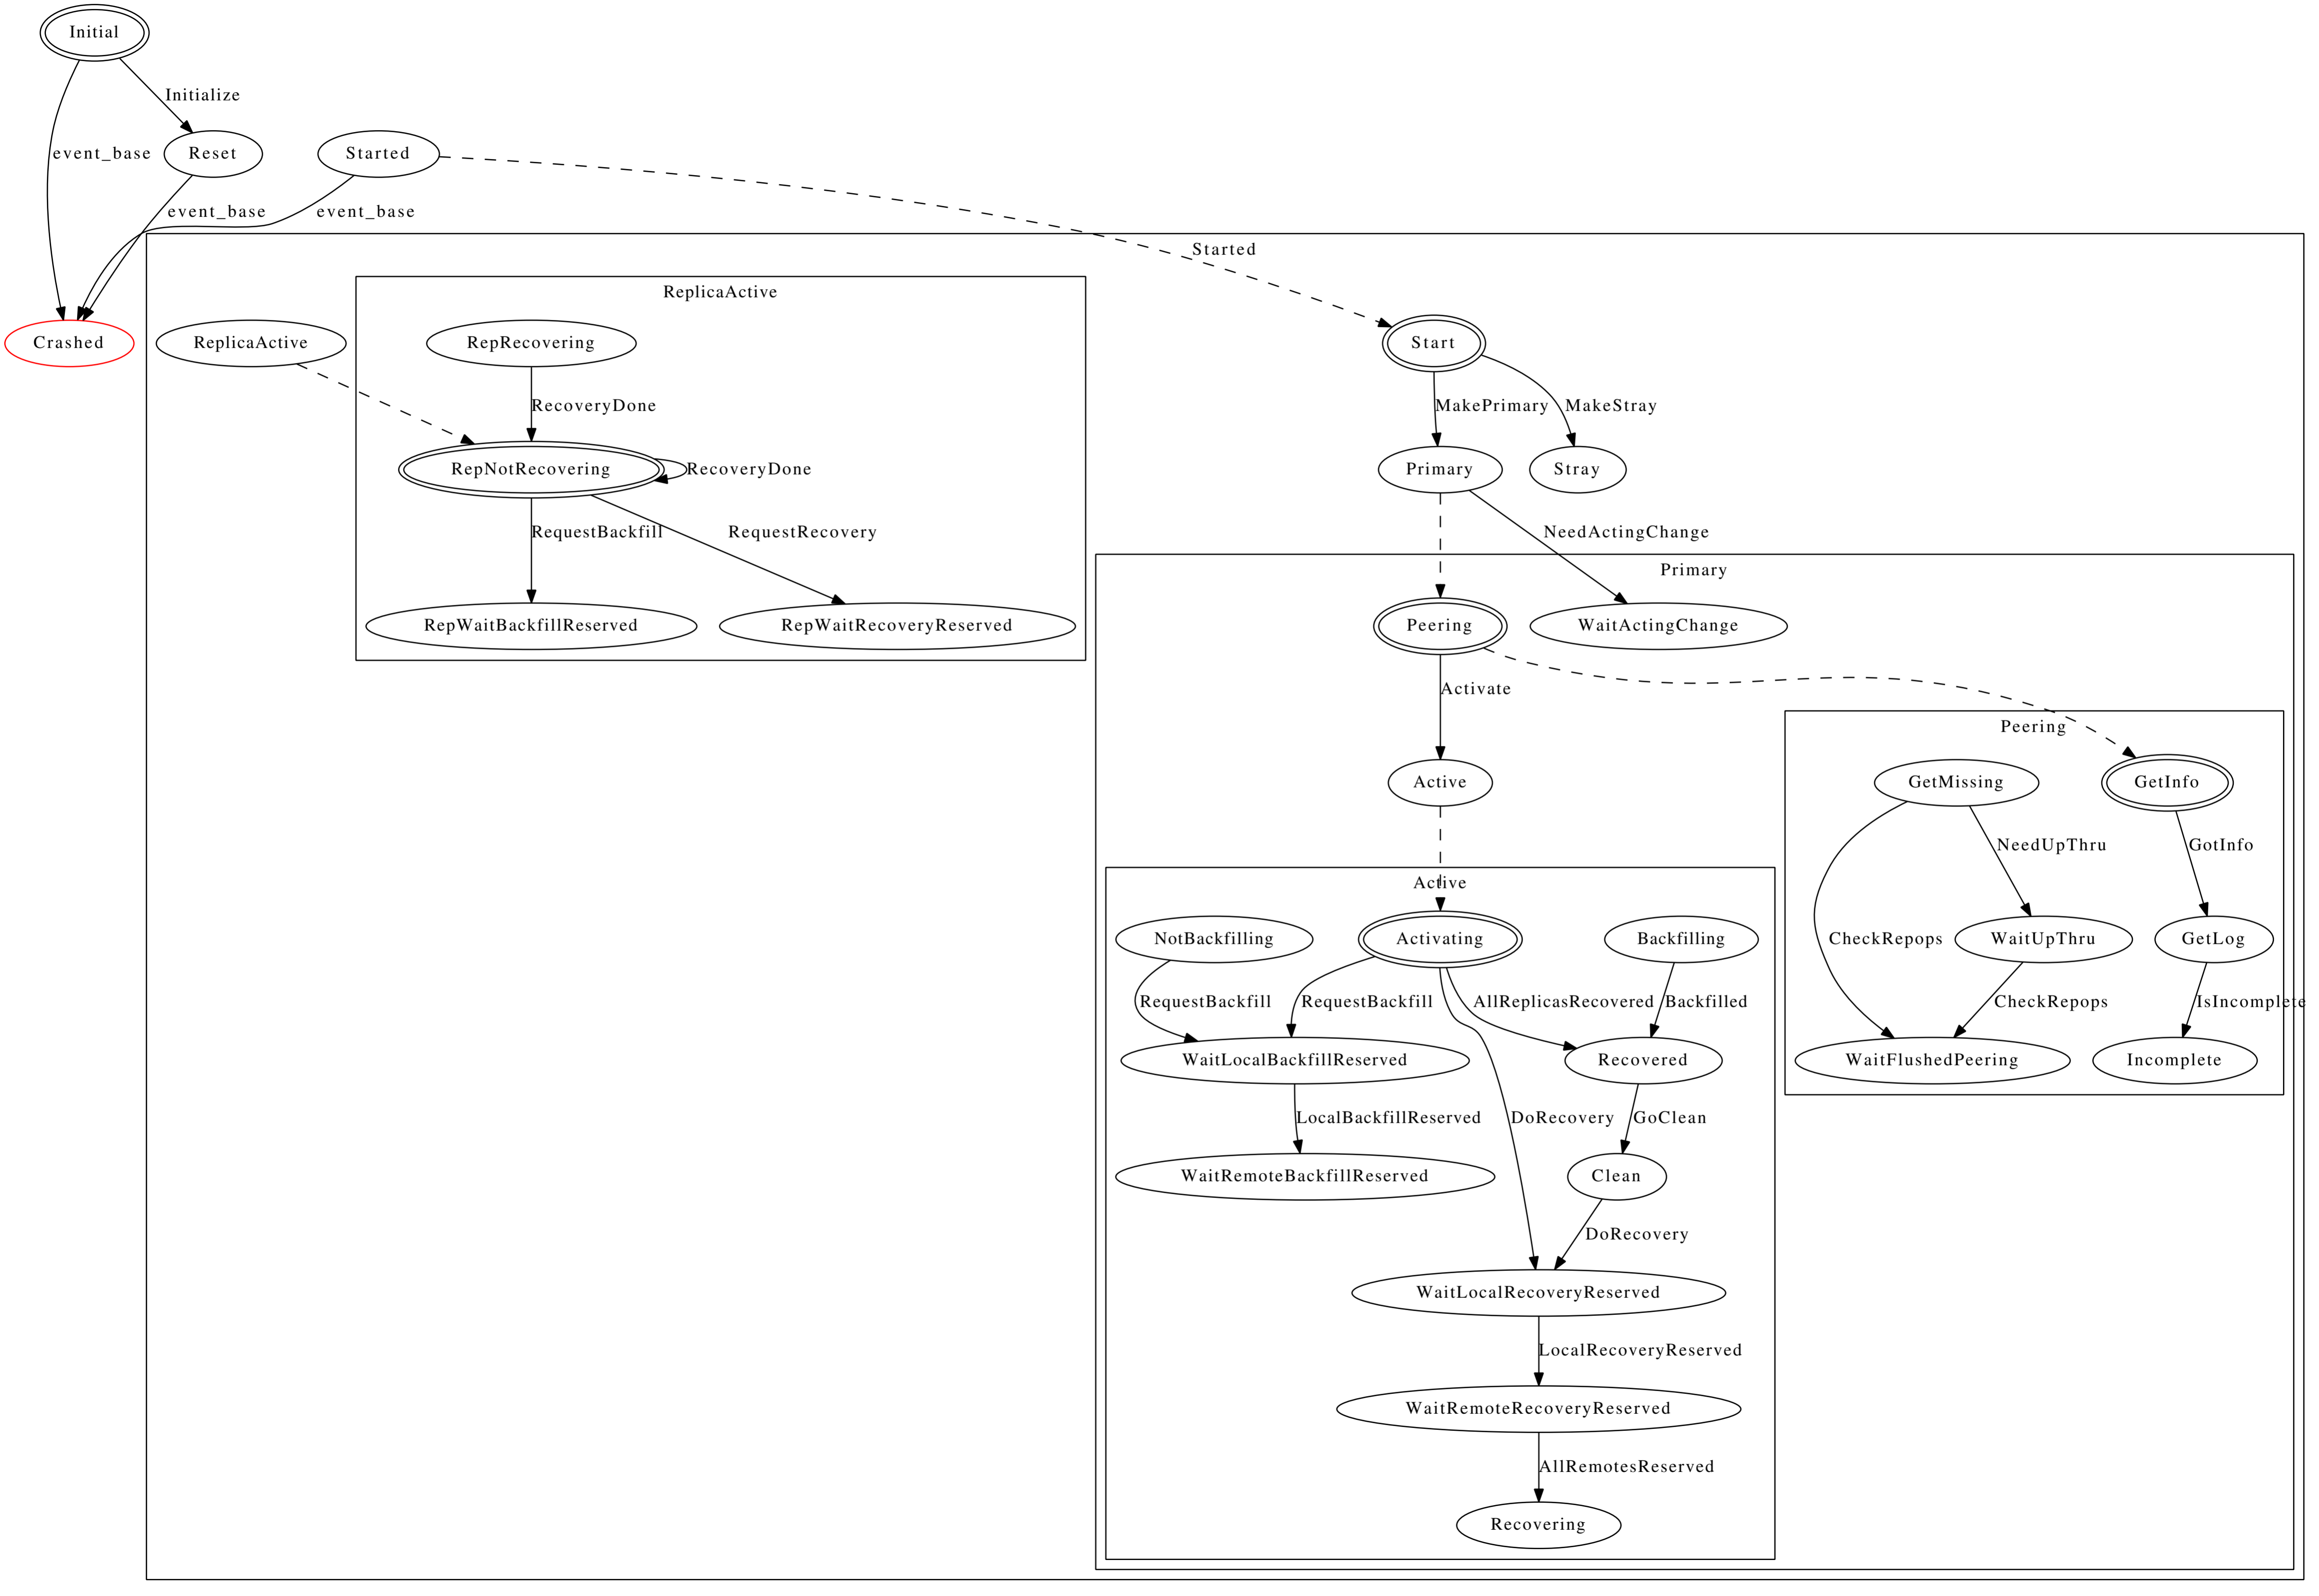 Initial
Initialize
event_base
Reset
Started
event_base
event_base
Started
ReplicaActive
Crashed
ReplicaActive
RepRecovering
Start
RecoveryDone
MakePrimary
MakeStray
RepNotRecovering
RecoveryDone
Primary
Stray
RequestBackfill
RequestRecovery
NeedActingChange
Primary
RepWaitBackfillReserved
RepWaitRecoveryReserved
Peering
WaitActingChange
Activate
Peering
Active
GetMissing
GetInfo
NeedUpThru
GotInfo
Active
NotBackfilling
Activating
Backfilling
CheckRepops
WaitUpThru
GetLog
RequestBackfill
RequestBackfill
AllReplicasRecovered
Backfilled
CheckRepops
IsIncomplete
WaitLocalBackfillReserved
Recovered
WaitFlushedPeering
Incomplete
LocalBackfillReserved
DoRecovery
GoClean
WaitRemoteBackfillReserved
Clean
DoRecovery
WaitLocalRecoveryReserved
LocalRecoveryReserved
WaitRemoteRecoveryReserved
AllRemotesReserved
Recovering